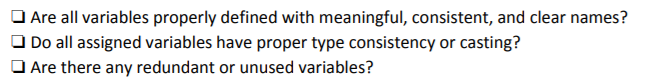 ❏ Are all variables properly defined with meaningful, consistent, and clear names?
❏ Do all assigned variables have proper type consistency or casting?
❏ Are there any redundant or unused variables?